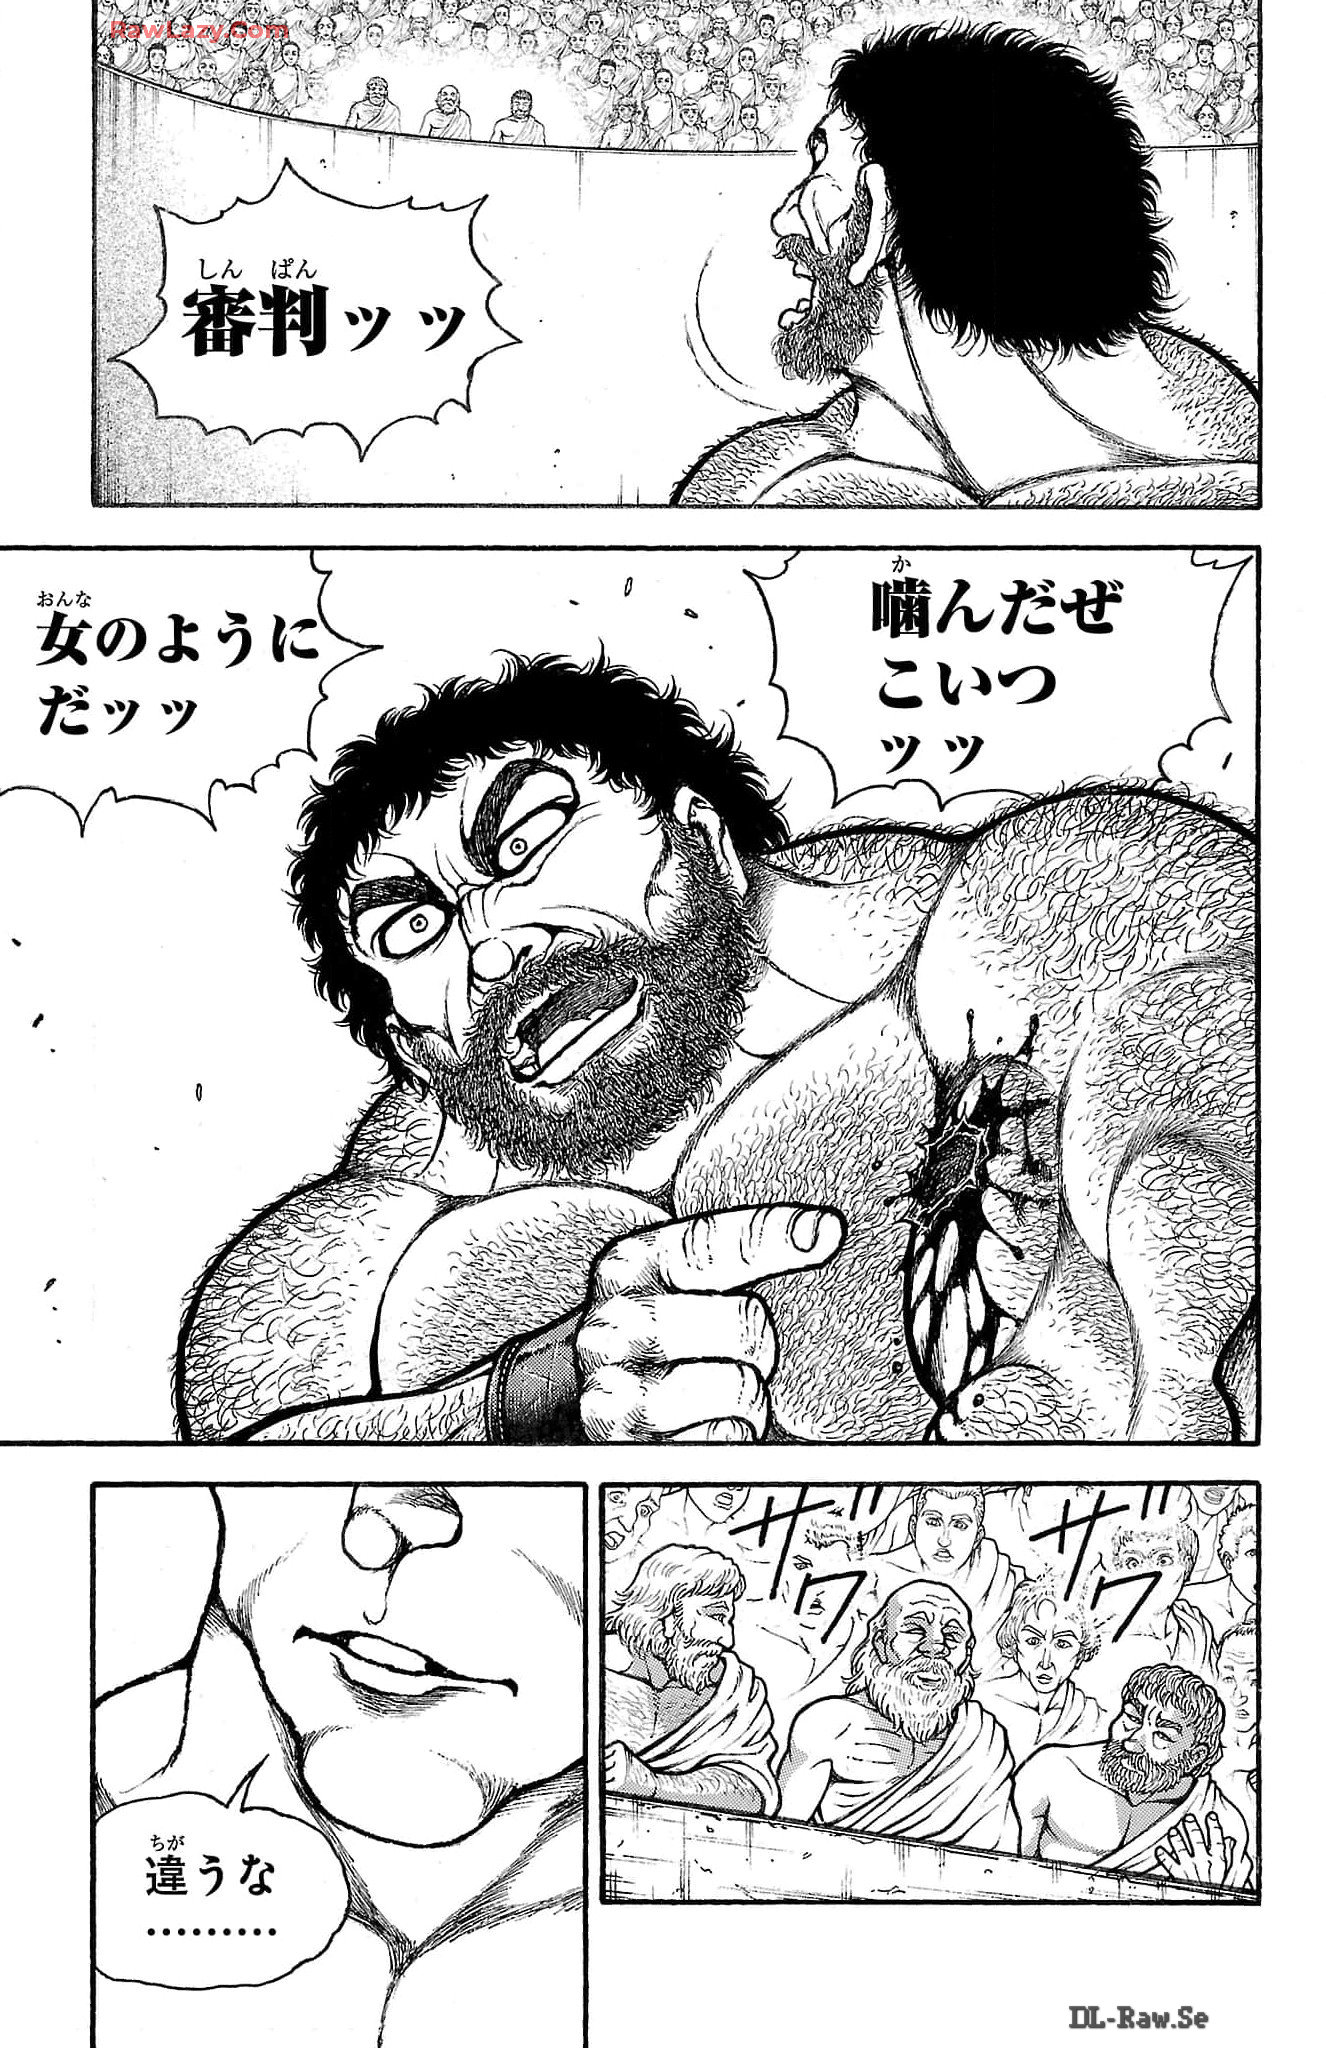 RawLazy.Com
しんぱん
審判ッッ
か
噛んだぜ
こいつ
ッッ
おんな
女のように
だッッ
ザワ
ザワ
ちが
違うな
………
DL-Raw.Se